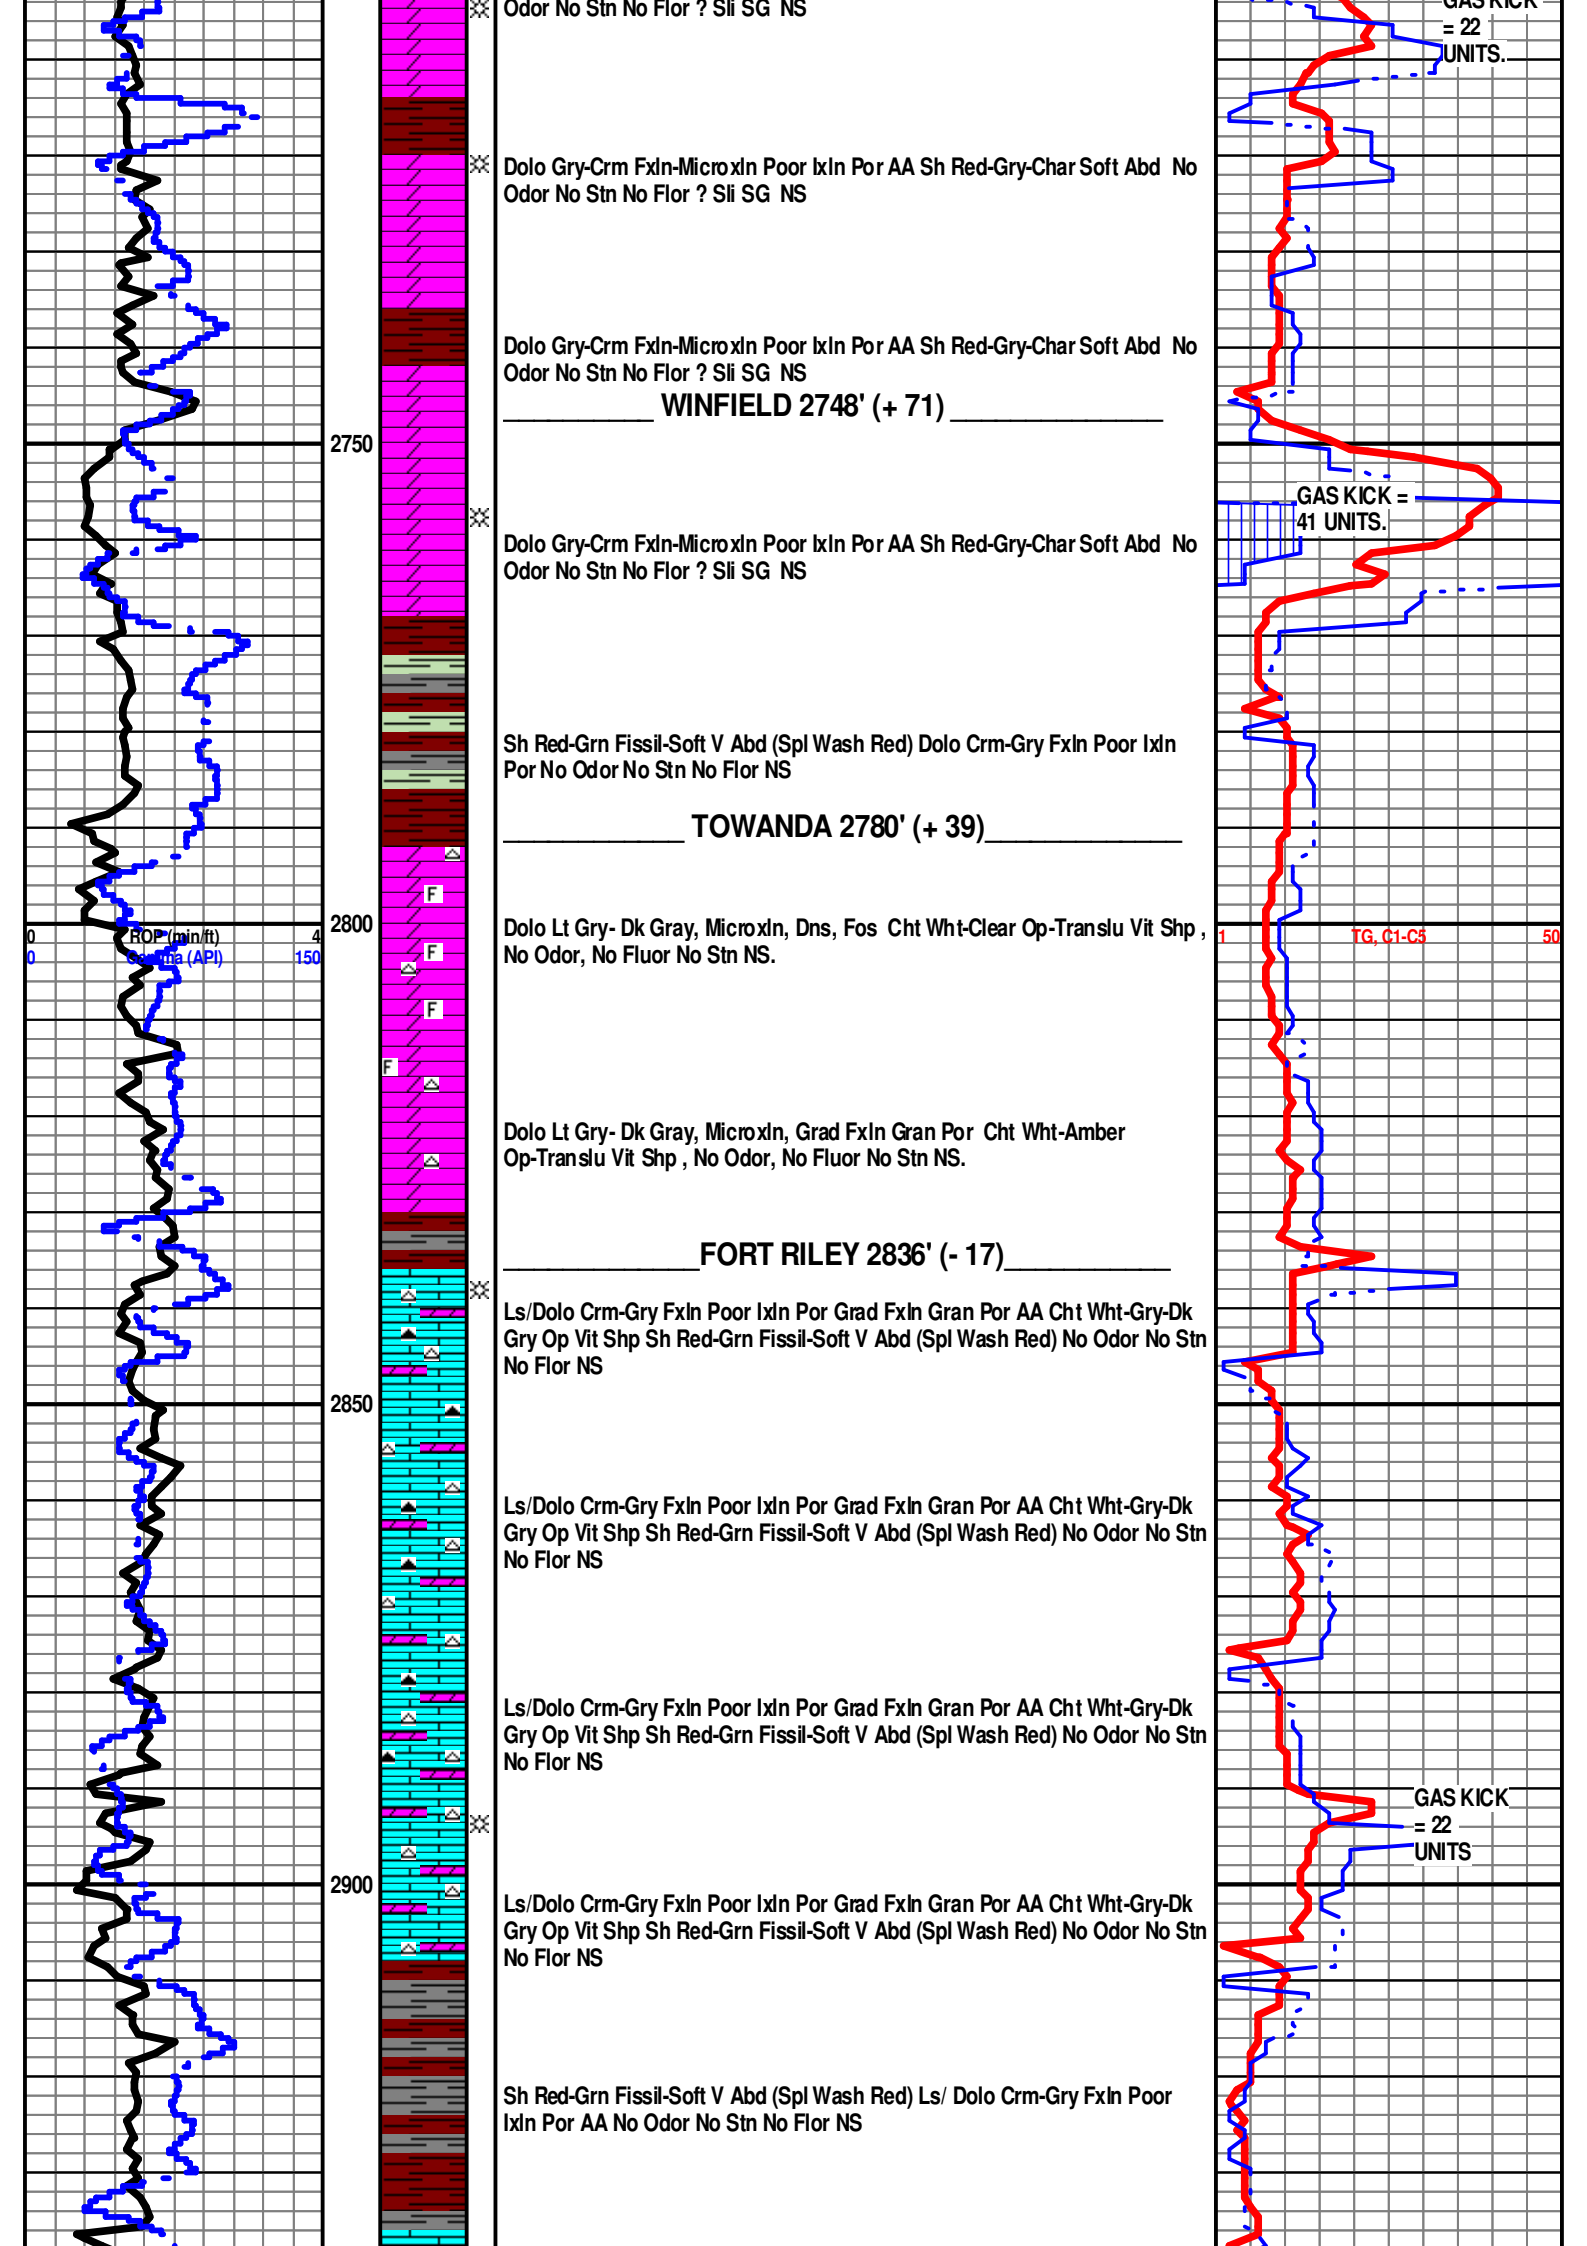 Odor No Stn No Flor ? Sli SG NS
GAS KICK
= 22
UNITS.
Dolo Gry-Crm Fxln-Microxln Poor Ixln Por AA Sh Red-Gry-Char Soft Abd No
Odor No Stn No Flor ? Sli SG NS
Dolo Gry-Crm Fxln-Microxln Poor Ixln Por AA Sh Red-Gry-Char Soft Abd No
Odor No Stn No Flor ? Sli SG NS
WINFIELD 2748' (+ 71)
2750
GAS KICK =
41 UNITS.
Dolo Gry-Crm Fxln-Microxln Poor Ixln Por AA Sh Red-Gry-Char Soft Abd No
Odor No Stn No Flor ? Sli SG NS
Sh Red-Grn Fissil-Soft V Abd (Spl Wash Red) Dolo Crm-Gry Fxln Poor Ixln
Por No Odor No Stn No Flor NS
TOWANDA 2780' (+ 39)
F
2800
0 ROP (min/ft) 4
0 Gamma (API) 150
Dolo Lt Gry- Dk Gray, Microxln, Dns, Fos Cht Wht-Clear Op-Translu Vit Shp ,
No Odor, No Fluor No Stn NS.
1 TG, C1-C5 50
F
F
F
Dolo Lt Gry- Dk Gray, Microxln, Grad Fxln Gran Por Cht Wht-Amber
Op-Translu Vit Shp , No Odor, No Fluor No Stn NS.
FORT RILEY 2836' (- 17)
Ls/Dolo Crm-Gry Fxln Poor Ixln Por Grad Fxln Gran Por AA Cht Wht-Gry-Dk
Gry Op Vit Shp Sh Red-Grn Fissil-Soft V Abd (Spl Wash Red) No Odor No Stn
No Flor NS
2850
Ls/Dolo Crm-Gry Fxln Poor Ixln Por Grad Fxln Gran Por AA Cht Wht-Gry-Dk
Gry Op Vit Shp Sh Red-Grn Fissil-Soft V Abd (Spl Wash Red) No Odor No Stn
No Flor NS
Ls/Dolo Crm-Gry Fxln Poor Ixln Por Grad Fxln Gran Por AA Cht Wht-Gry-Dk
Gry Op Vit Shp Sh Red-Grn Fissil-Soft V Abd (Spl Wash Red) No Odor No Stn
No Flor NS
GAS KICK
= 22
UNITS
2900
Ls/Dolo Crm-Gry Fxln Poor Ixln Por Grad Fxln Gran Por AA Cht Wht-Gry-Dk
Gry Op Vit Shp Sh Red-Grn Fissil-Soft V Abd (Spl Wash Red) No Odor No Stn
No Flor NS
Sh Red-Grn Fissil-Soft V Abd (Spl Wash Red) Ls/ Dolo Crm-Gry Fxln Poor
Ixln Por AA No Odor No Stn No Flor NS